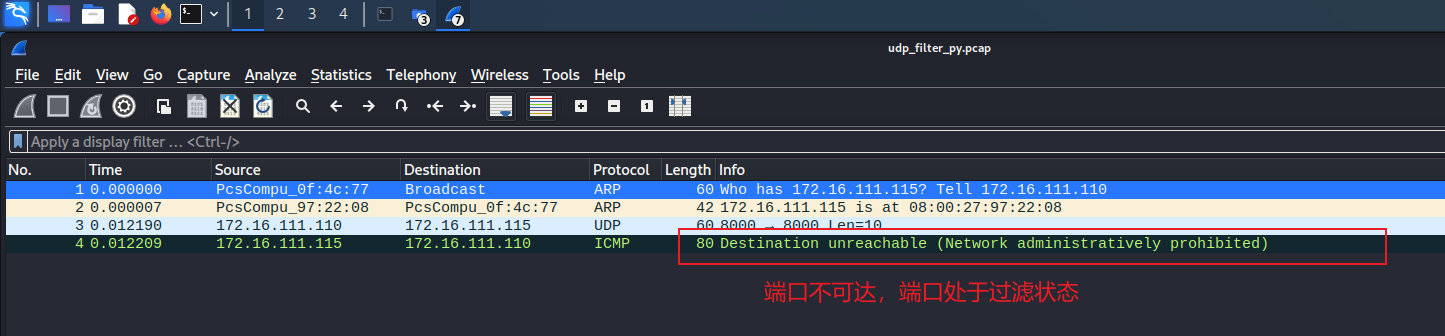 1 2 3 4 3 7
udp_filter_py.pcap
File Edit View Go Capture Analyze Statistics Telephony Wireless Tools Help
Apply a display filter … <Ctrl-/>
No. Time Source Destination Protocol Length Info
1 0.000000 PcsCompu_0f:4c:77 Broadcast ARP 60 Who has 172.16.111.115? Tell 172.16.111.110
2 0.000007 PcsCompu_97:22:08 PcsCompu_0f:4c:77 ARP 42 172.16.111.115 is at 08:00:27:97:22:08
3 0.012190 172.16.111.110 172.16.111.115 UDP 60 8000 → 8000 Len=10
4 0.012209 172.16.111.115 172.16.111.110 ICMP 80 Destination unreachable (Network administratively prohibited)
端口不可达，端口处于过滤状态